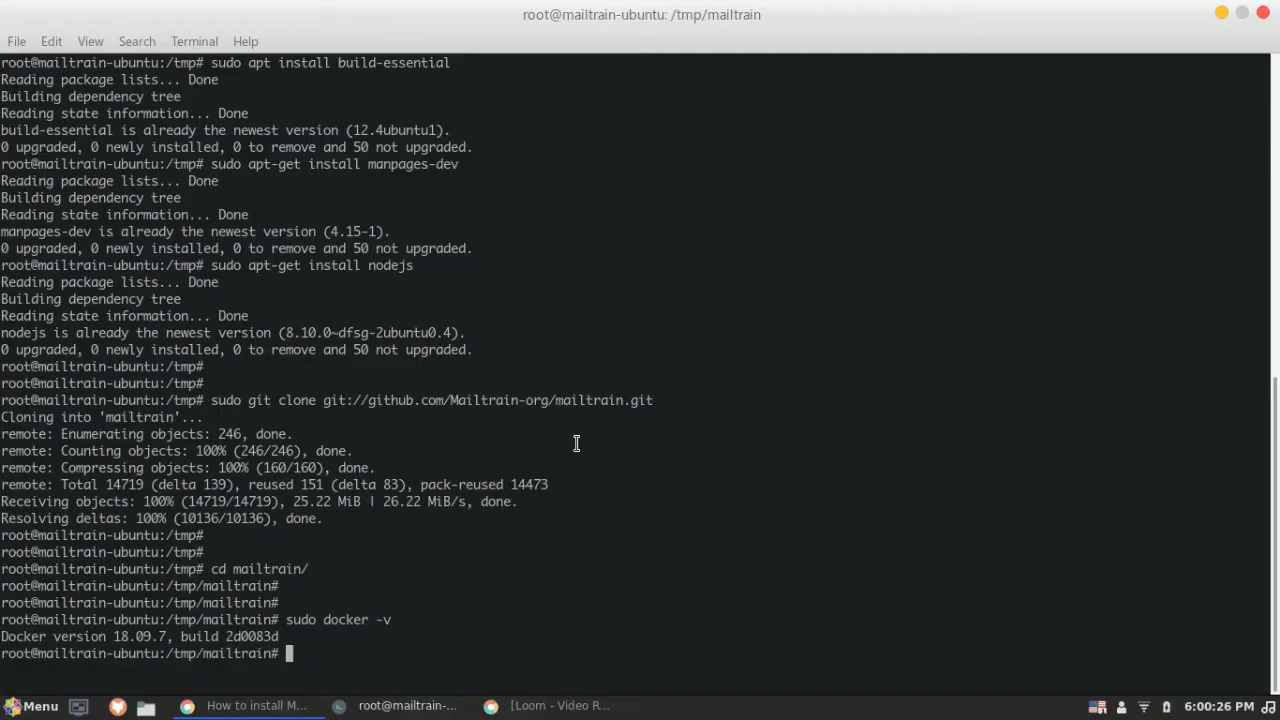 root@mailtrain-ubuntu: /tmp/mailtrain
File Edit View Search Terminal Help
root@mailtrain-ubuntu:/tmp# sudo apt install build-essential
Reading package lists... Done
Building dependency tree
Reading state information... Done
build-essential is already the newest version (12.4ubuntu1).
0 upgraded, 0 newly installed, 0 to remove and 50 not upgraded.
root@mailtrain-ubuntu:/tmp# sudo apt-get install manpages-dev
Reading package lists... Done
Building dependency tree
Reading state information... Done
manpages-dev is already the newest version (4.15-1).
0 upgraded, 0 newly installed, 0 to remove and 50 not upgraded.
root@mailtrain-ubuntu:/tmp# sudo apt-get install nodejs
Reading package lists... Done
Building dependency tree
Reading state information... Done
nodejs is already the newest version (8.10.0~dfsg-2ubuntu0.4).
0 upgraded, 0 newly installed, 0 to remove and 50 not upgraded.
root@mailtrain-ubuntu:/tmp#
root@mailtrain-ubuntu:/tmp#
root@mailtrain-ubuntu:/tmp# sudo git clone git://github.com/Mailtrain-org/mailtrain.git
Cloning into 'mailtrain'...
remote: Enumerating objects: 246, done.
remote: Counting objects: 100% (246/246), done.
remote: Compressing objects: 100% (160/160), done.
remote: Total 14719 (delta 139), reused 151 (delta 83), pack-reused 14473
Receiving objects: 100% (14719/14719), 25.22 MiB | 26.22 MiB/s, done.
Resolving deltas: 100% (10136/10136), done.
root@mailtrain-ubuntu:/tmp#
root@mailtrain-ubuntu:/tmp#
root@mailtrain-ubuntu:/tmp# cd mailtrain/
root@mailtrain-ubuntu:/tmp/mailtrain#
root@mailtrain-ubuntu:/tmp/mailtrain#
root@mailtrain-ubuntu:/tmp/mailtrain# sudo docker -v
Docker version 18.09.7, build 2d0083d
root@mailtrain-ubuntu:/tmp/mailtrain#
Menu How to install M... root@mailtrain-... [Loom - Video R... 6:00:26 PM